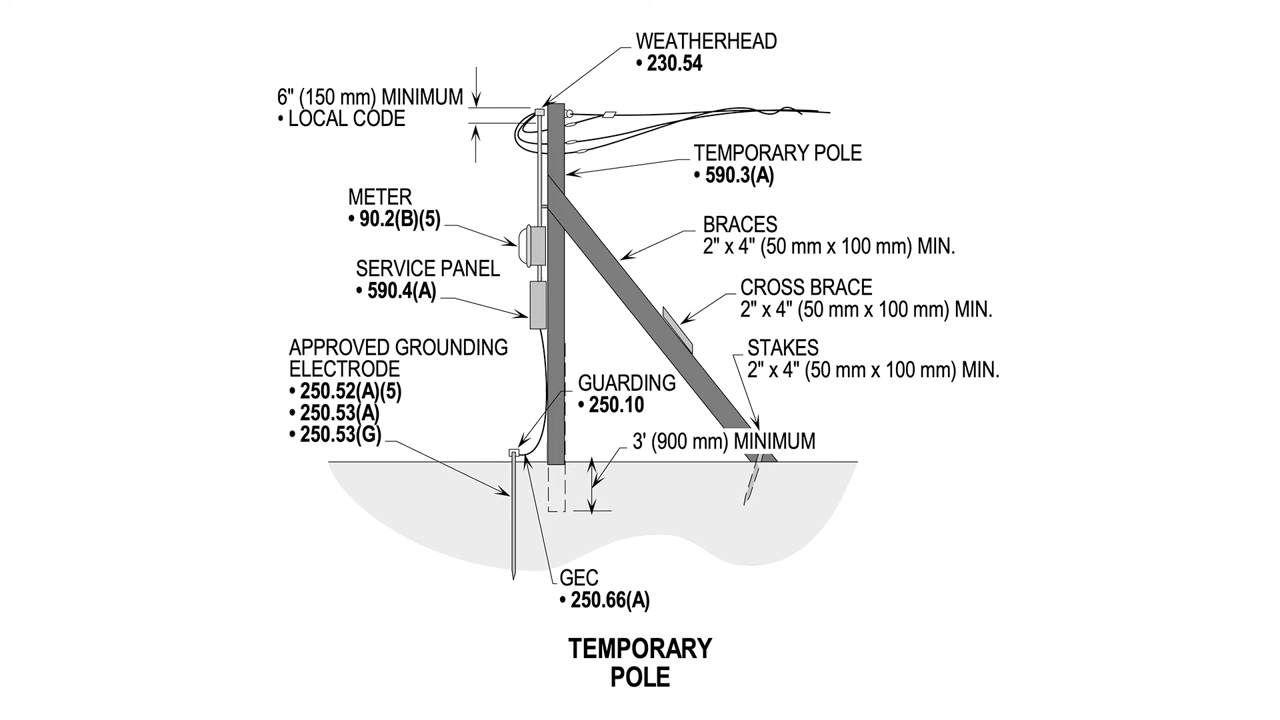 WEATHERHEAD
• 230.54
6" (150 mm) MINIMUM
• LOCAL CODE
TEMPORARY POLE
• 590.3(A)
METER
• 90.2(B)(5)
BRACES
2" x 4" (50 mm x 100 mm) MIN.
SERVICE PANEL
• 590.4(A)
CROSS BRACE
2" x 4" (50 mm x 100 mm) MIN.
APPROVED GROUNDING
ELECTRODE
• 250.52(A)(5)
• 250.53(A)
• 250.53(G)
STAKES
2" x 4" (50 mm x 100 mm) MIN.
GUARDING
• 250.10
3' (900 mm) MINIMUM
GEC
• 250.66(A)
TEMPORARY
POLE